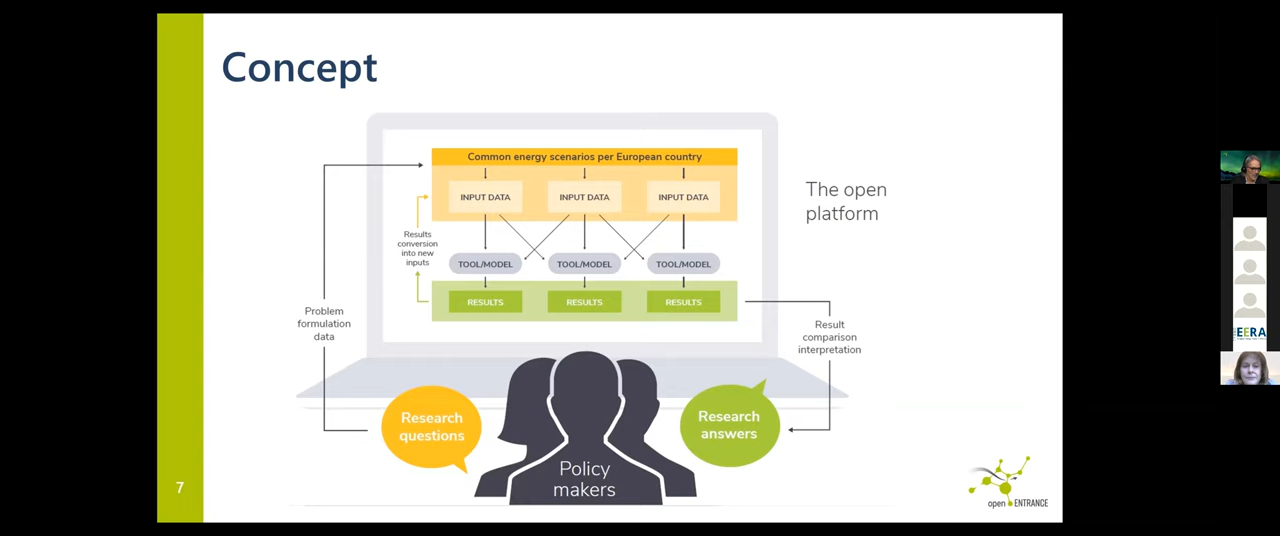 Concept
Common energy scenarios per European country
INPUT DATA
INPUT DATA
INPUT DATA
The open
platform
Results
conversion
into new
inputs
TOOL/MODEL
TOOL/MODEL
TOOL/MODEL
RESULTS
RESULTS
RESULTS
Problem
formulation
data
Result
comparison
interpretation
Research
questions
Research
answers
Policy
makers
7
open ENTRANCE
EERA